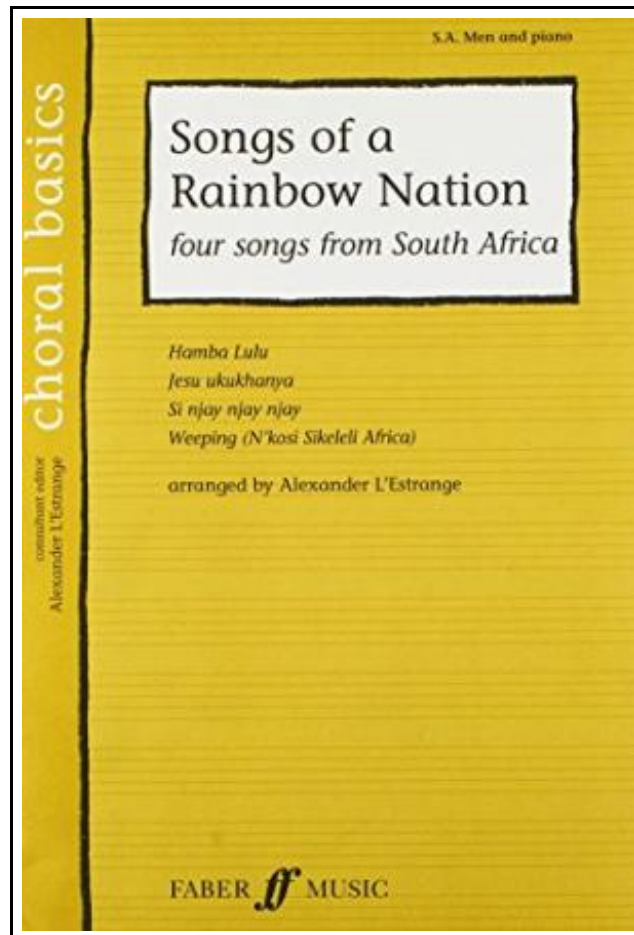 S.A. Men and piano
Songs of a
Rainbow Nation
four songs from South Africa
Hamba Lulu
Jesu ukukhanya
Si njay njay njay
Weeping (N'kosi Sikeleli Africa)
arranged by Alexander L'Estrange
choral basics
consultant editor
Alexander L'Estrange
FABER ff MUSIC